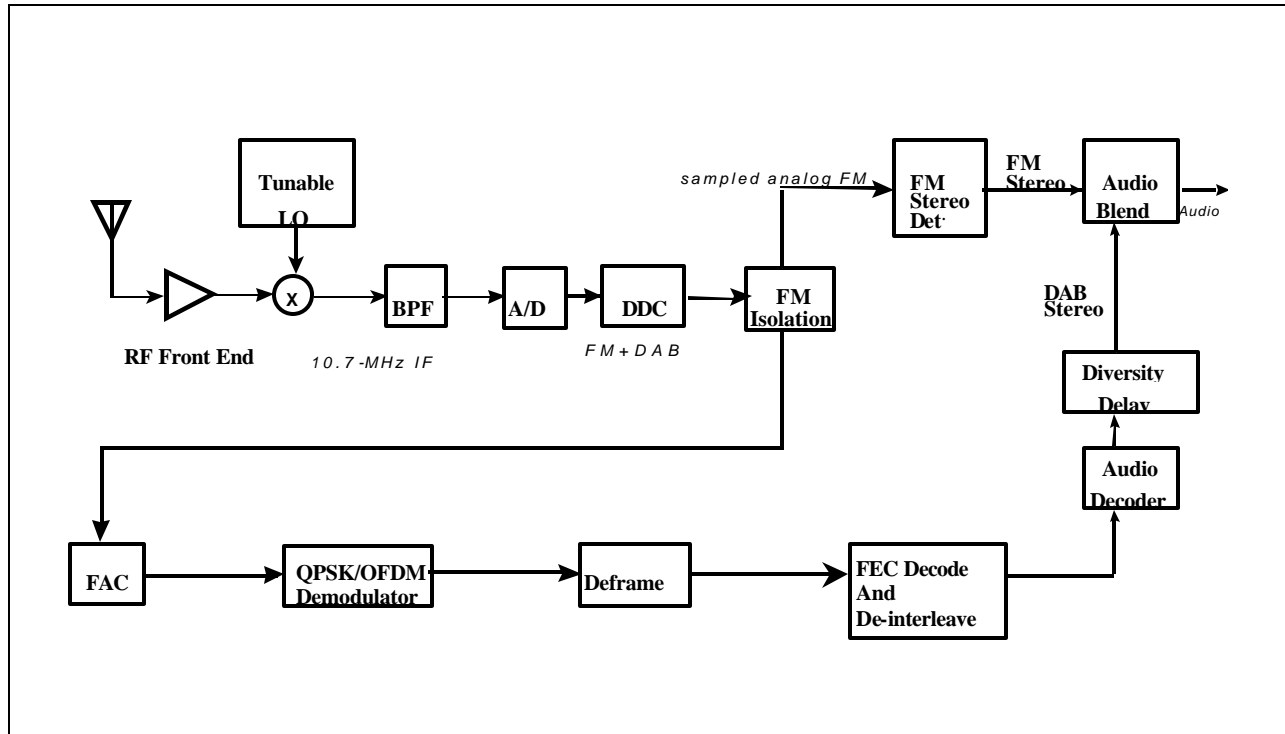 Tunable
LO
X
RF Front End
10.7-MHz IF
BPF
A/D
DDC
FM+DAB
FM
Isolation
sampled analog FM
FM
Stereo
Det.
FM
Stereo
Audio
Blend
Audio
DAB
Stereo
Diversity
Delay
Audio
Decoder
FAC
QPSK/OFDM
Demodulator
Deframe
FEC Decode
And
De-interleave